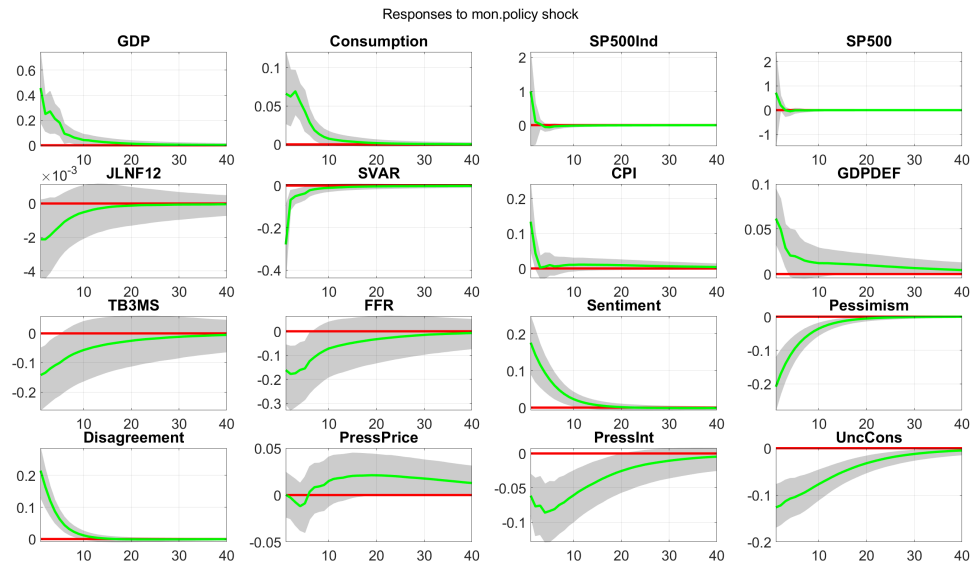 Responses to mon.policy shock
GDP Consumption SP500Ind SP500
0.6 0.4 0.2 0
0.1 0.05 0
2 1 0
2 1 0 -1
10 20 30 40 10 20 30 40 10 20 30 40 10 20 30 40
×10⁻³ JLNF12 SVAR CPI GDPDEF
0 -2 -4
0 -0.2 -0.4
0.2 0.1 0
0.1 0.05 0
10 20 30 40 10 20 30 40 10 20 30 40 10 20 30 40
TB3MS FFR Sentiment Pessimism
0 -0.1 -0.2
0 -0.1 -0.2 -0.3
0.2 0.1 0
0 -0.1 -0.2
10 20 30 40 10 20 30 40 10 20 30 40 10 20 30 40
Disagreement PressPrice PressInt UncCons
0.2 0.1 0
0.05 0 -0.05
0 -0.05 -0.1
0 -0.1 -0.2
10 20 30 40 10 20 30 40 10 20 30 40 10 20 30 40